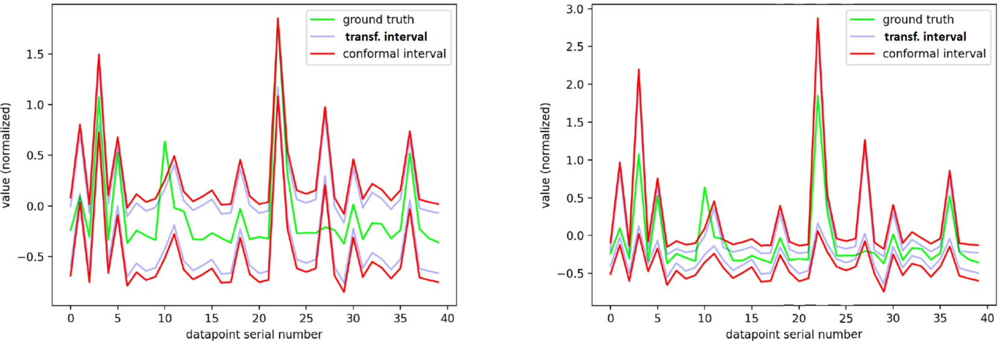 value (normalized)
1.5
1.0
0.5
0.0
−0.5
ground truth
transf. interval
conformal interval
0 5 10 15 20 25 30 35 40
datapoint serial number
value (normalized)
3.0
2.5
2.0
1.5
1.0
0.5
0.0
−0.5
ground truth
transf. interval
conformal interval
0 5 10 15 20 25 30 35 40
datapoint serial number